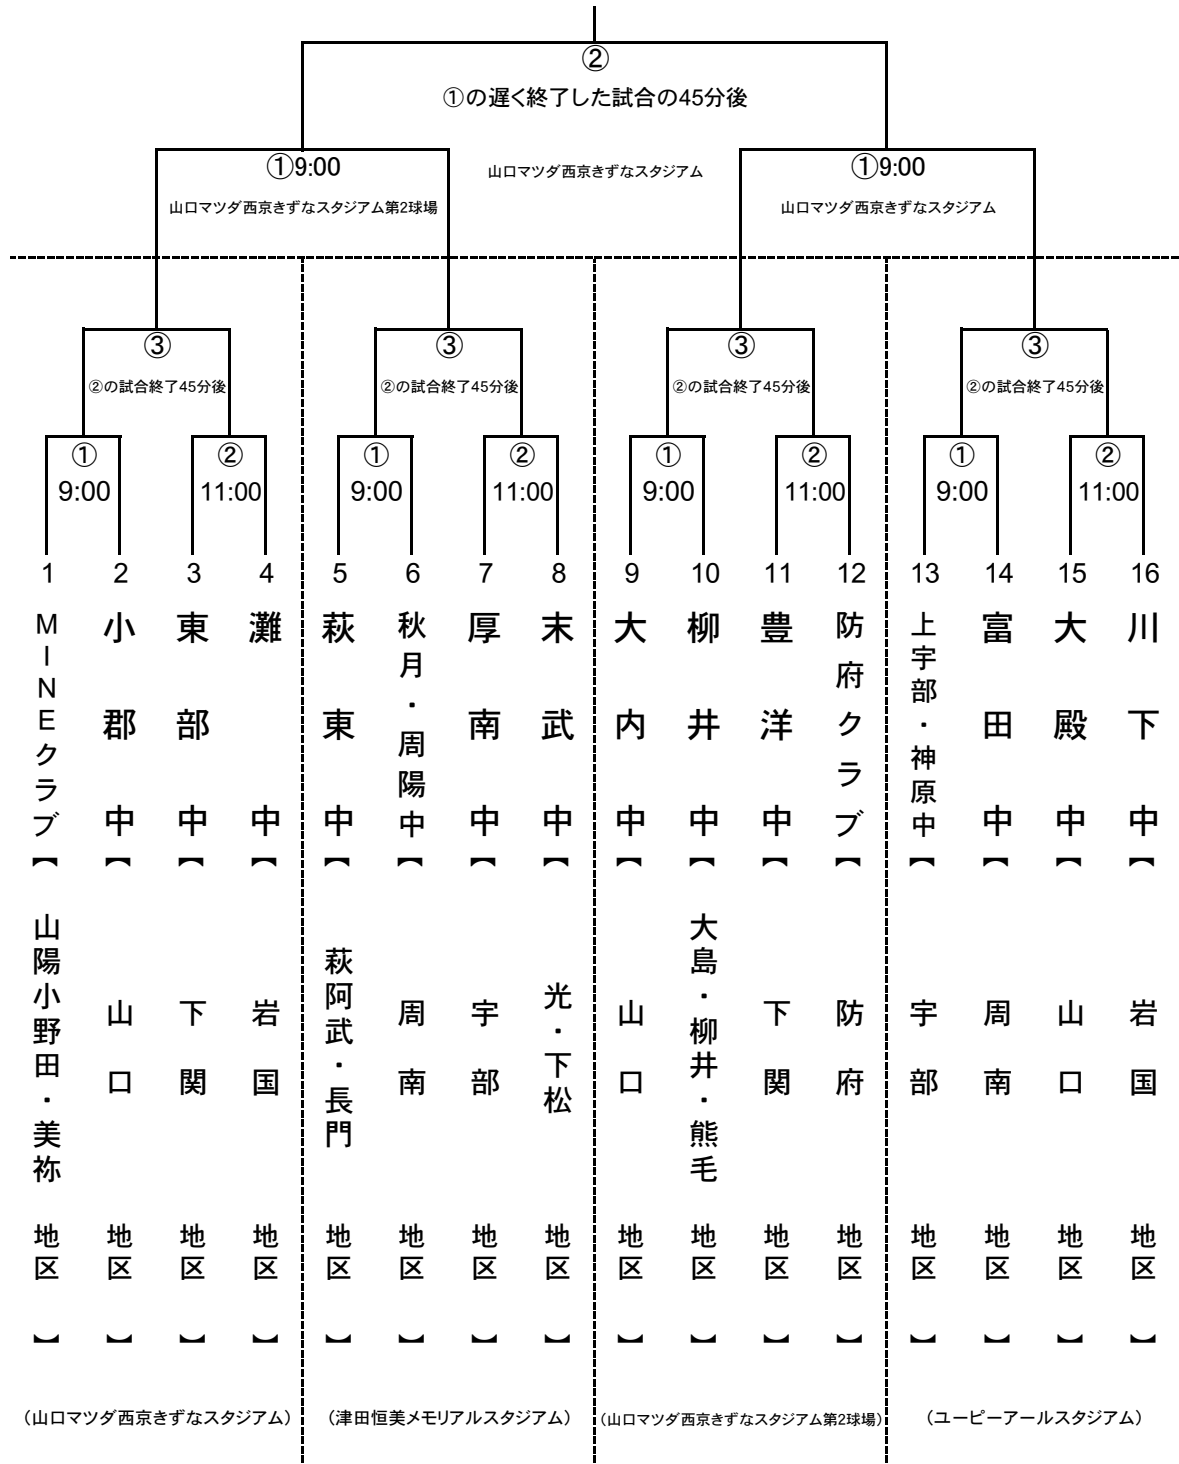 ②
①の遅く終了した試合の45分後
①9:00
山口マツダ西京きずなスタジアム
①9:00
山口マツダ西京きずなスタジアム第2球場
山口マツダ西京きずなスタジアム
③
③
③
③
②の試合終了45分後
②の試合終了45分後
②の試合終了45分後
②の試合終了45分後
①
②
①
②
①
②
①
②
9:00
11:00
9:00
11:00
9:00
11:00
9:00
11:00
1
2
3
4
5
6
7
8
9
10
11
12
13
14
15
16
MINEクラブ【山陽小野田・美祢地区】
小郡中【山口地区】
東部中【下関地区】
灘中【岩国地区】
萩東中【萩阿武・長門地区】
秋月・周陽中【周南地区】
厚南中【宇部地区】
末武中【光・下松地区】
大内中【山口地区】
柳井中【大島・柳井・熊毛地区】
豊洋中【下関地区】
防府クラブ【防府地区】
上宇部・神原中【宇部地区】
富田中【周南地区】
大殿中【山口地区】
川下中【岩国地区】
（山口マツダ西京きずなスタジアム）
（津田恒美メモリアルスタジアム）
（山口マツダ西京きずなスタジアム第2球場）
（ユーピーアールスタジアム）